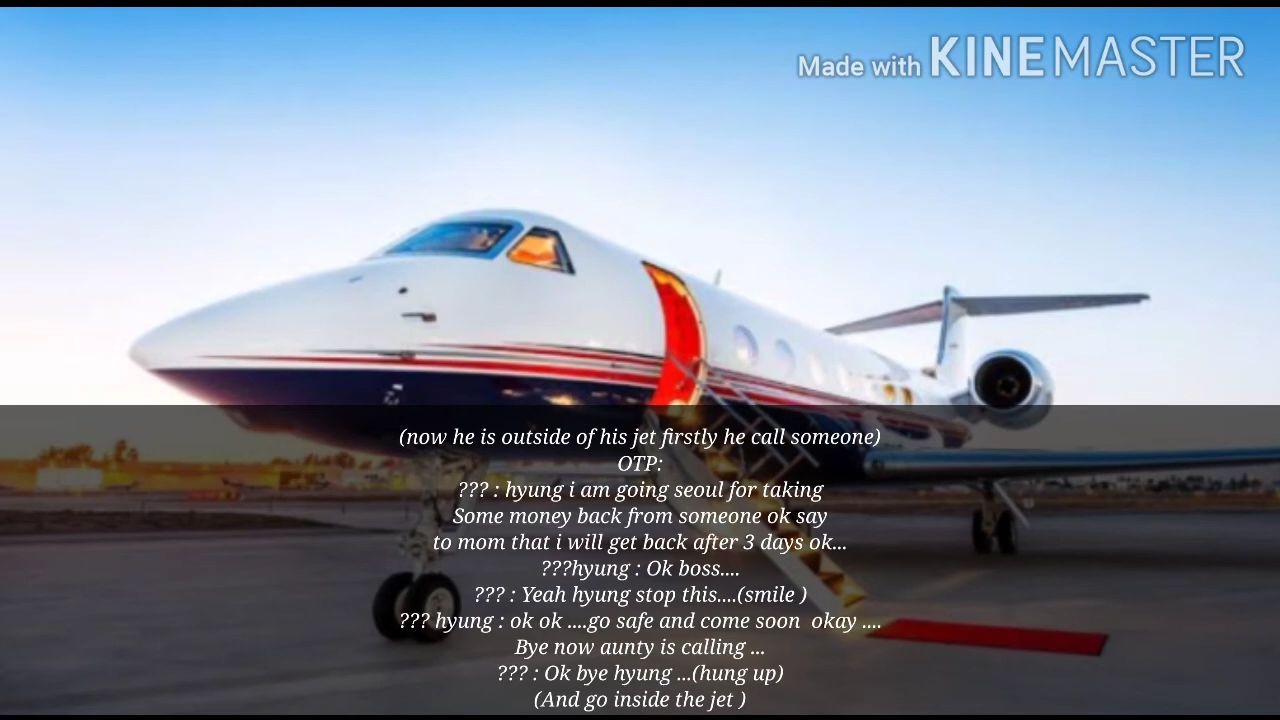 Made with KINEMASTER
(now he is outside of his jet firstly he call someone)
OTP:
??? : hyung i am going seoul for taking
Some money back from someone ok say
to mom that i will get back after 3 days ok...
???hyung : Ok boss....
??? : Yeah hyung stop this....(smile )
??? hyung : ok ok ....go safe and come soon  okay ....
Bye now aunty is calling ...
??? : Ok bye hyung ...(hung up)
(And go inside the jet )